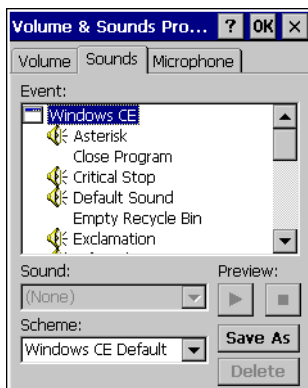 Volume & Sounds Pro... ? OK ×
Volume Sounds Microphone
Event:
Windows CE
Asterisk
Close Program
Critical Stop
Default Sound
Empty Recycle Bin
Exclamation
Sound: Preview:
(None)
Scheme:
Save As
Windows CE Default
Delete